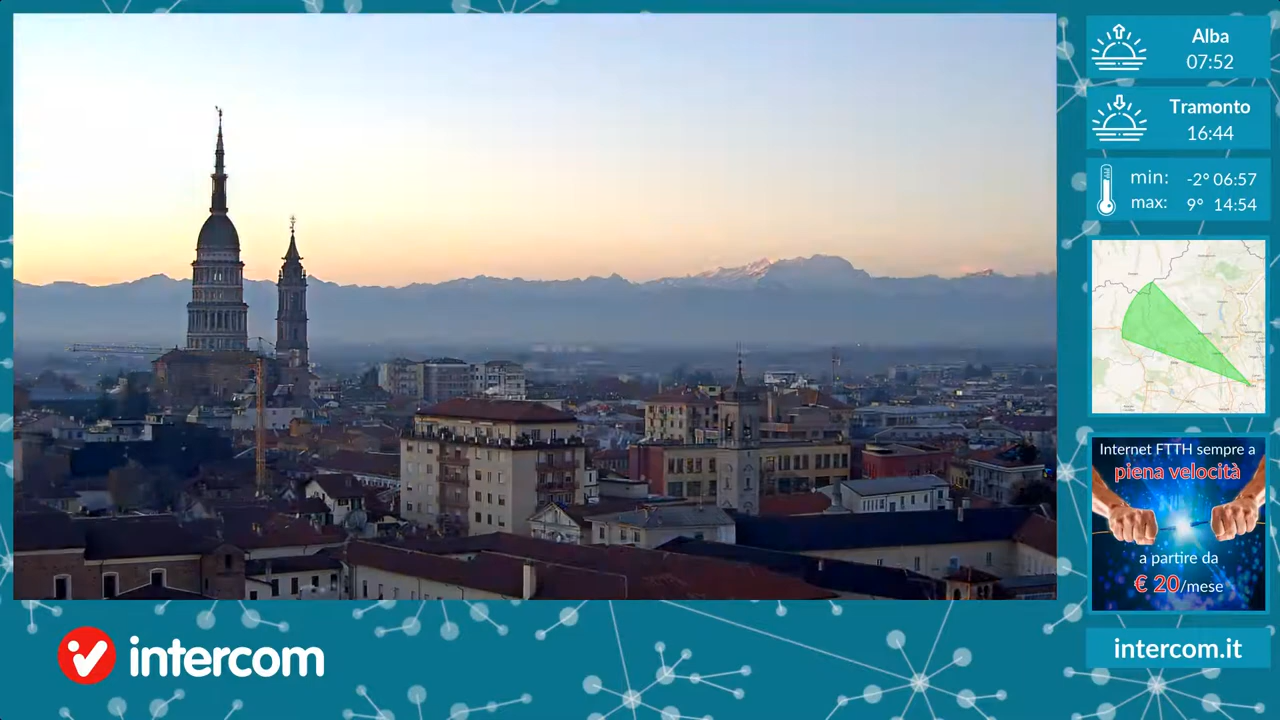 Alba
07:52
Tramonto
16:44
min: -2° 06:57
max: 9° 14:54
Internet FTTH sempre a
piena velocità
a partire da
€ 20/mese
intercom
intercom.it